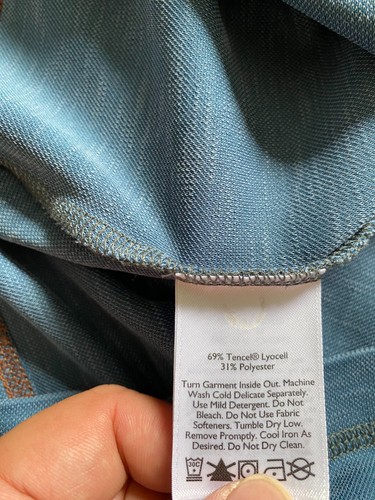 69% Tencel® Lyocell
31% Polyester
Turn Garment Inside Out. Machine
Wash Cold Delicate Separately.
Use Mild Detergent. Do Not
Bleach. Do Not Use Fabric
Softeners. Tumble Dry Low.
Remove Promptly. Cool Iron As
Desired. Do Not Dry Clean.
30C